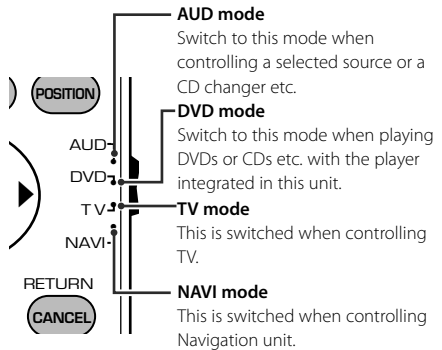 AUD mode
Switch to this mode when
controlling a selected source or a
CD changer etc.
DVD mode
Switch to this mode when playing
DVDs or CDs etc. with the player
integrated in this unit.
TV mode
This is switched when controlling
TV.
NAVI mode
This is switched when controlling
Navigation unit.
POSITION
AUD
DVD
TV
NAVI
RETURN
CANCEL